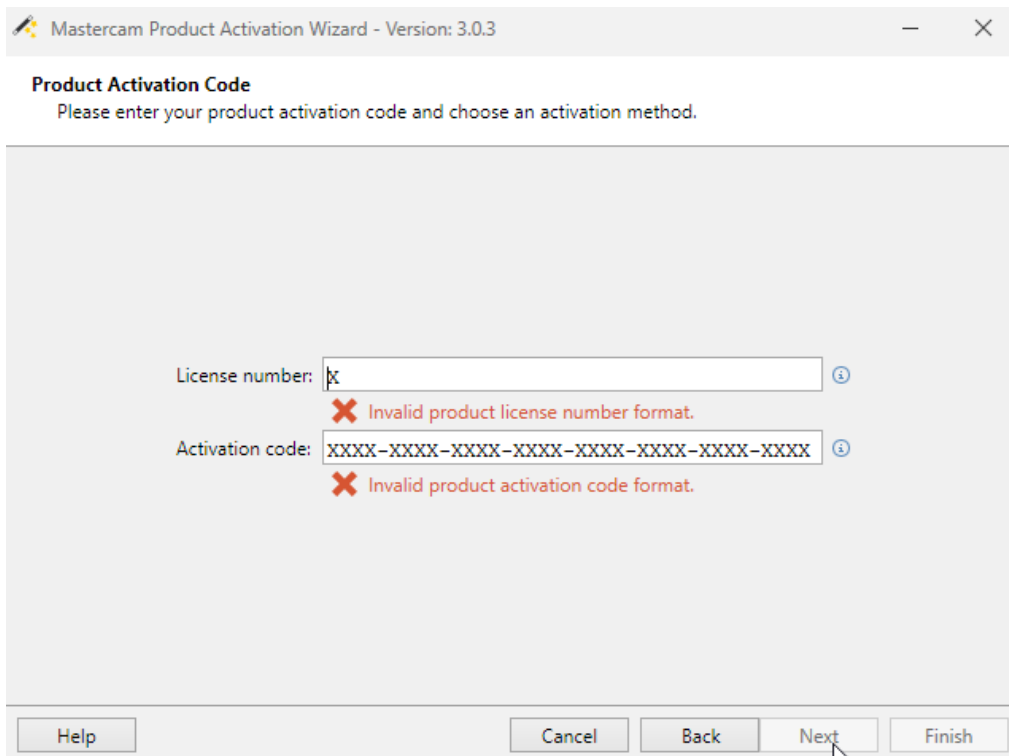 Mastercam Product Activation Wizard - Version: 3.0.3
Product Activation Code
Please enter your product activation code and choose an activation method.
License number: X
Invalid product license number format.
Activation code: XXXX-XXXX-XXXX-XXXX-XXXX-XXXX-XXXX-XXXX
Invalid product activation code format.
Help Cancel Back Next Finish